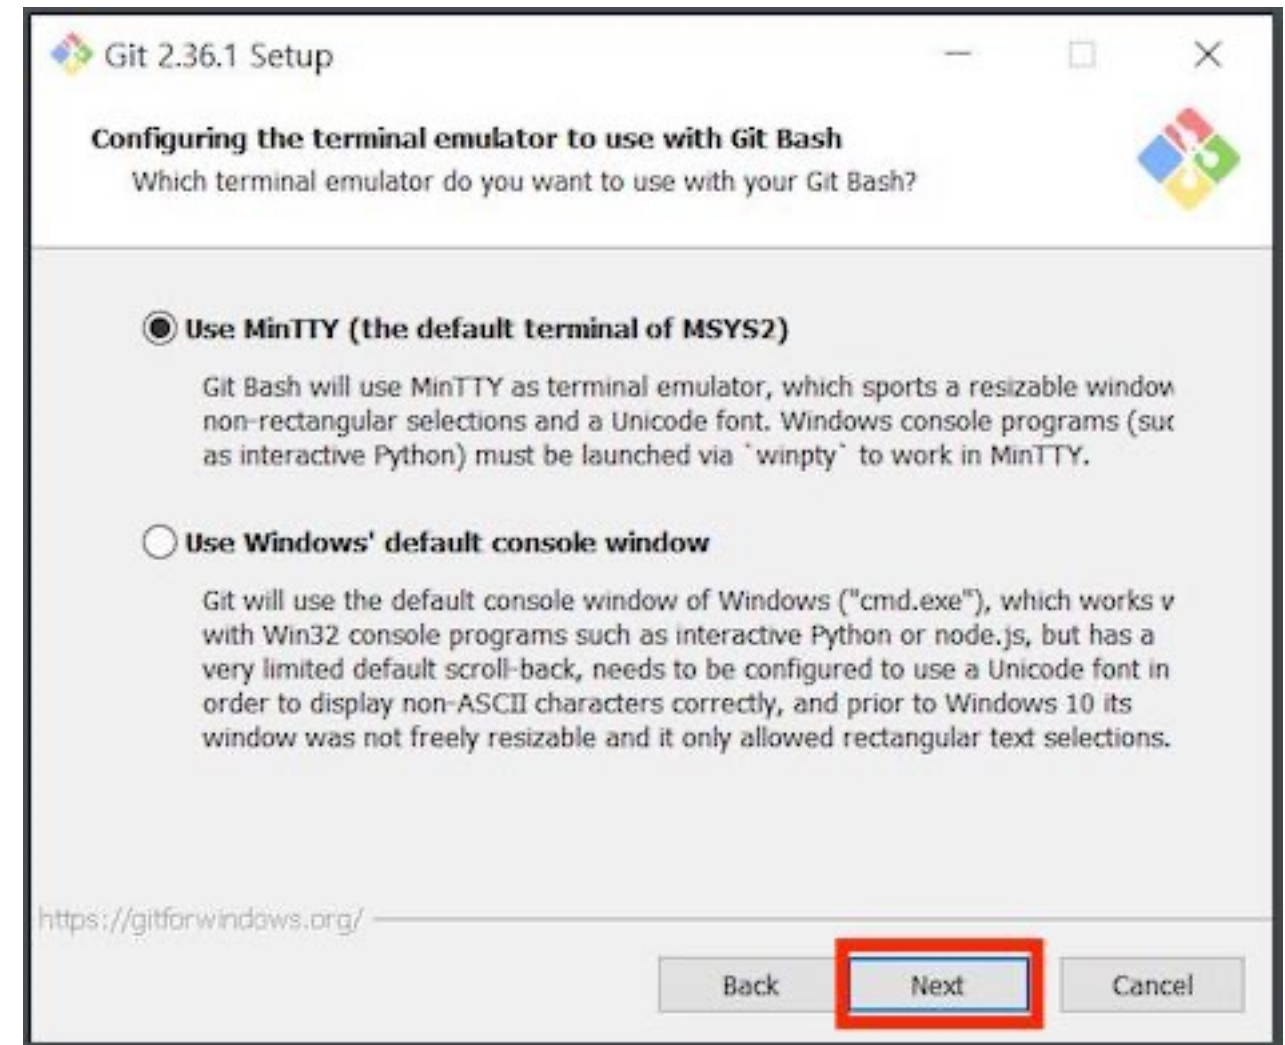 Git 2.36.1 Setup
Configuring the terminal emulator to use with Git Bash
Which terminal emulator do you want to use with your Git Bash?
Use MinTTY (the default terminal of MSYS2)
Git Bash will use MinTTY as terminal emulator, which sports a resizable window
non-rectangular selections and a Unicode font. Windows console programs (suc
as interactive Python) must be launched via `winpty` to work in MinTTY.
Use Windows' default console window
Git will use the default console window of Windows ("cmd.exe"), which works w
with Win32 console programs such as interactive Python or node.js, but has a
very limited default scroll-back, needs to be configured to use a Unicode font in
order to display non-ASCII characters correctly, and prior to Windows 10 its
window was not freely resizable and it only allowed rectangular text selections.
https://gitforwindows.org/
Back Next Cancel